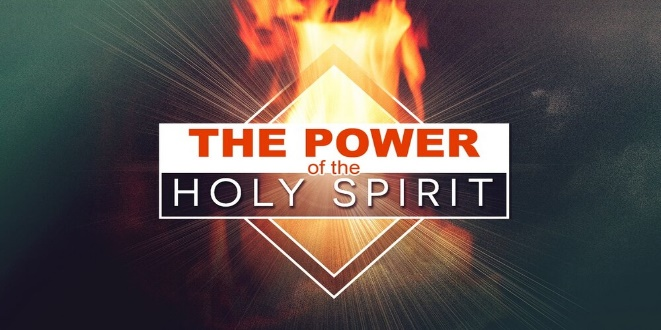 THE POWER
of the
HOLY SPIRIT